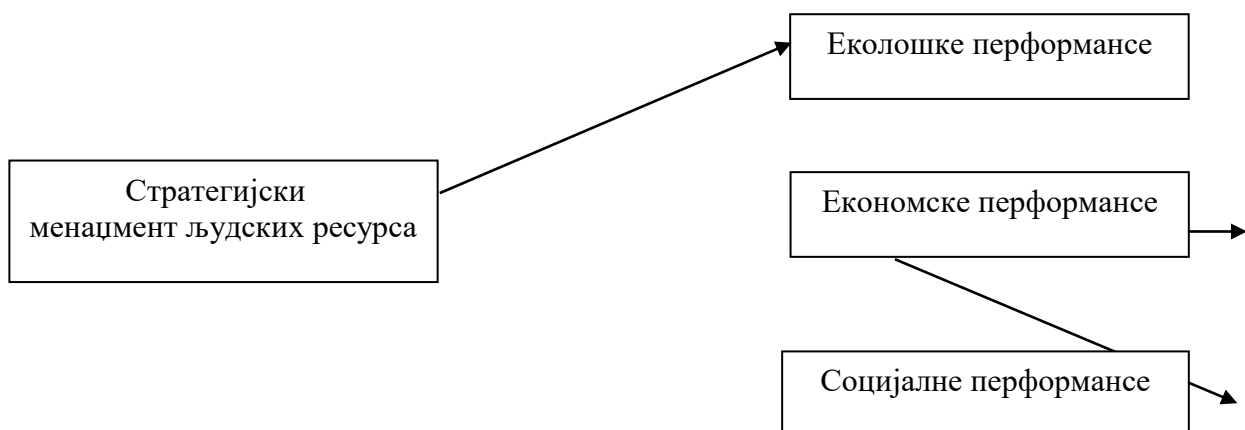 Еколошке перформансе
Стратегијски
менаџмент људских ресурса
Економске перформансе
Социјалне перформансе